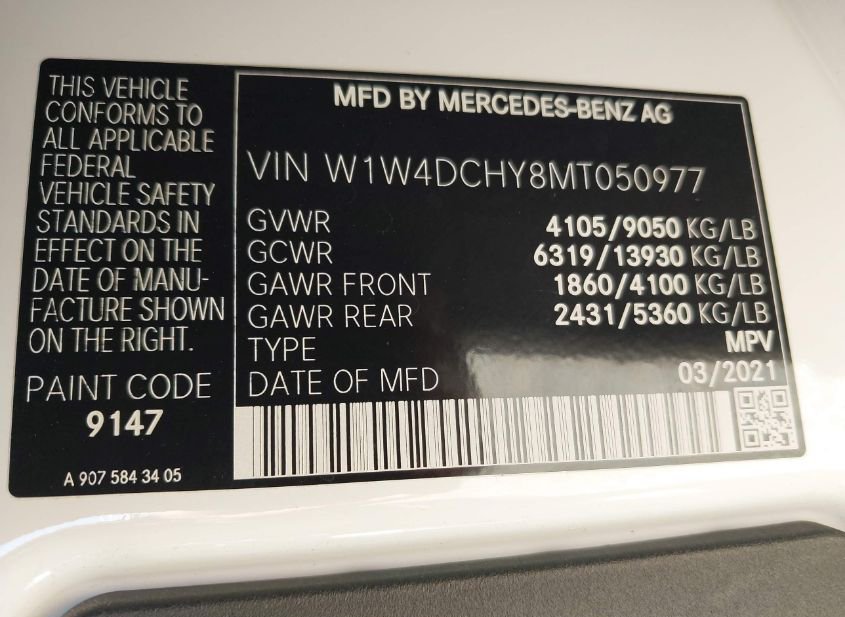 THIS VEHICLE
CONFORMS TO
ALL APPLICABLE
FEDERAL
VEHICLE SAFETY
STANDARDS IN
EFFECT ON THE
DATE OF MANU-
FACTURE SHOWN
ON THE RIGHT.
PAINT CODE
9147
A 907 584 34 05
MFD BY MERCEDES-BENZ AG
VIN W1W4DCHY8MT050977
GVWR 4105/9050 KG/LB
GCWR 6319/13930 KG/LB
GAWR FRONT 1860/4100 KG/LB
GAWR REAR 2431/5360 KG/LB
TYPE MPV
DATE OF MFD 03/2021